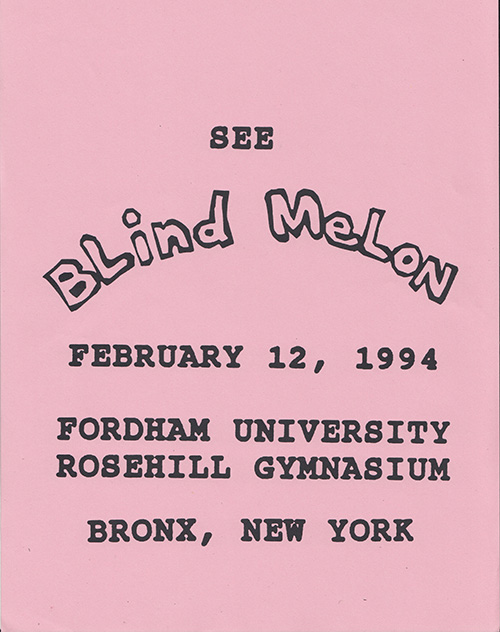 SEE
BLind MeLoN
FEBRUARY 12, 1994
FORDHAM UNIVERSITY
ROSEHILL GYMNASIUM
BRONX, NEW YORK